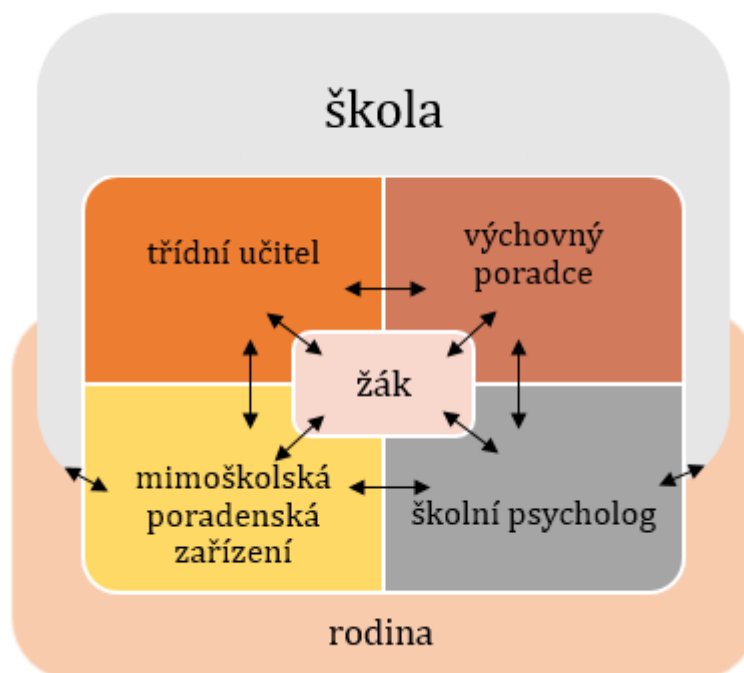 škola
třídní učitel
výchovný
poradce
žák
mimoškolská
poradenská
zařízení
školní psycholog
rodina